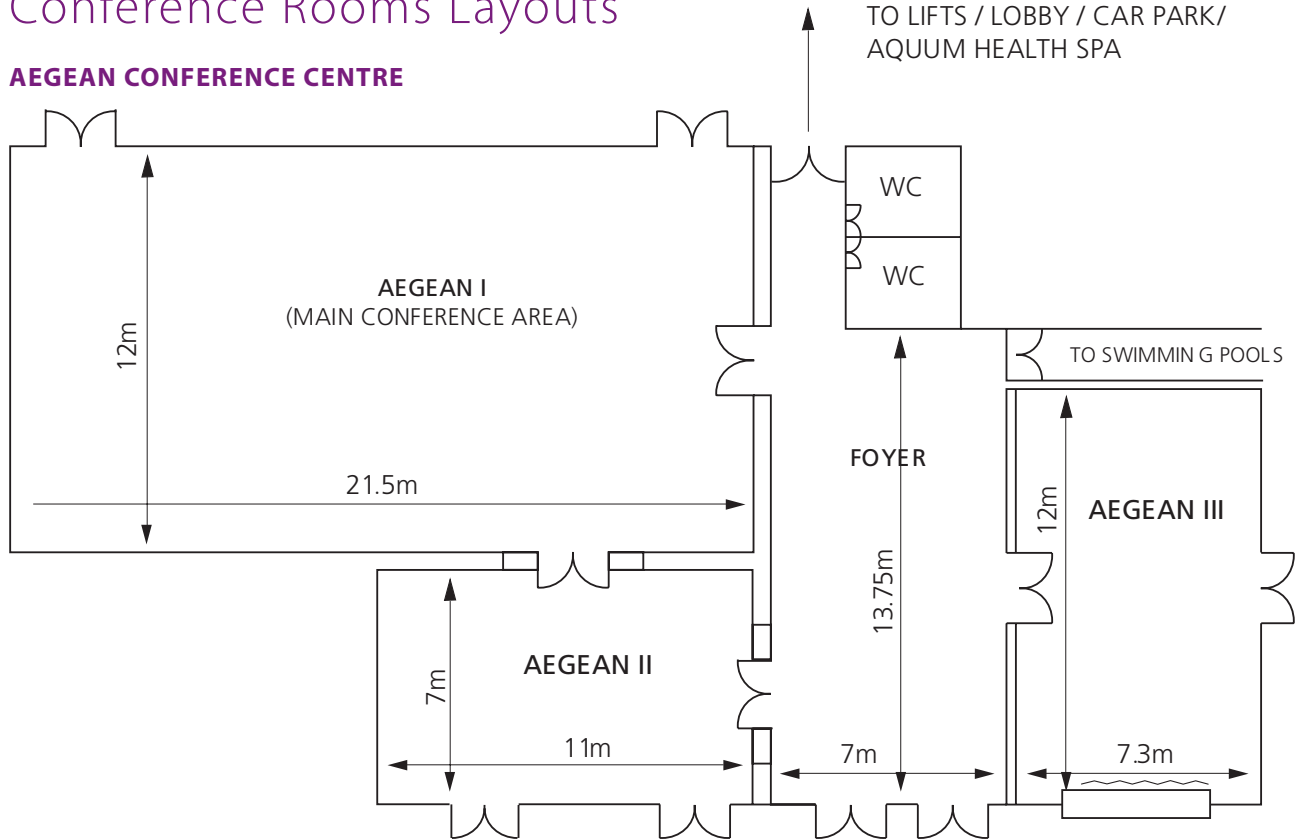 Conference Rooms Layouts
AEGEAN CONFERENCE CENTRE
TO LIFTS / LOBBY / CAR PARK/
AQUUM HEALTH SPA
WC
WC
AEGEAN I
(MAIN CONFERENCE AREA)
12m
21.5m
TO SWIMMIN G POOLS
FOYER
13.75m
7m
AEGEAN III
12m
7.3m
AEGEAN II
7m
11m